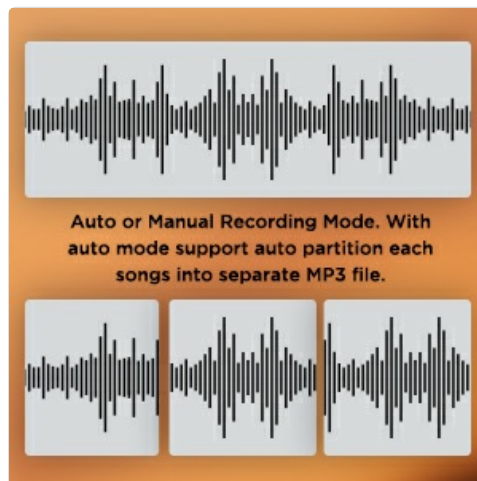 Auto or Manual Recording Mode. With
auto mode support auto partition each
songs into separate MP3 file.